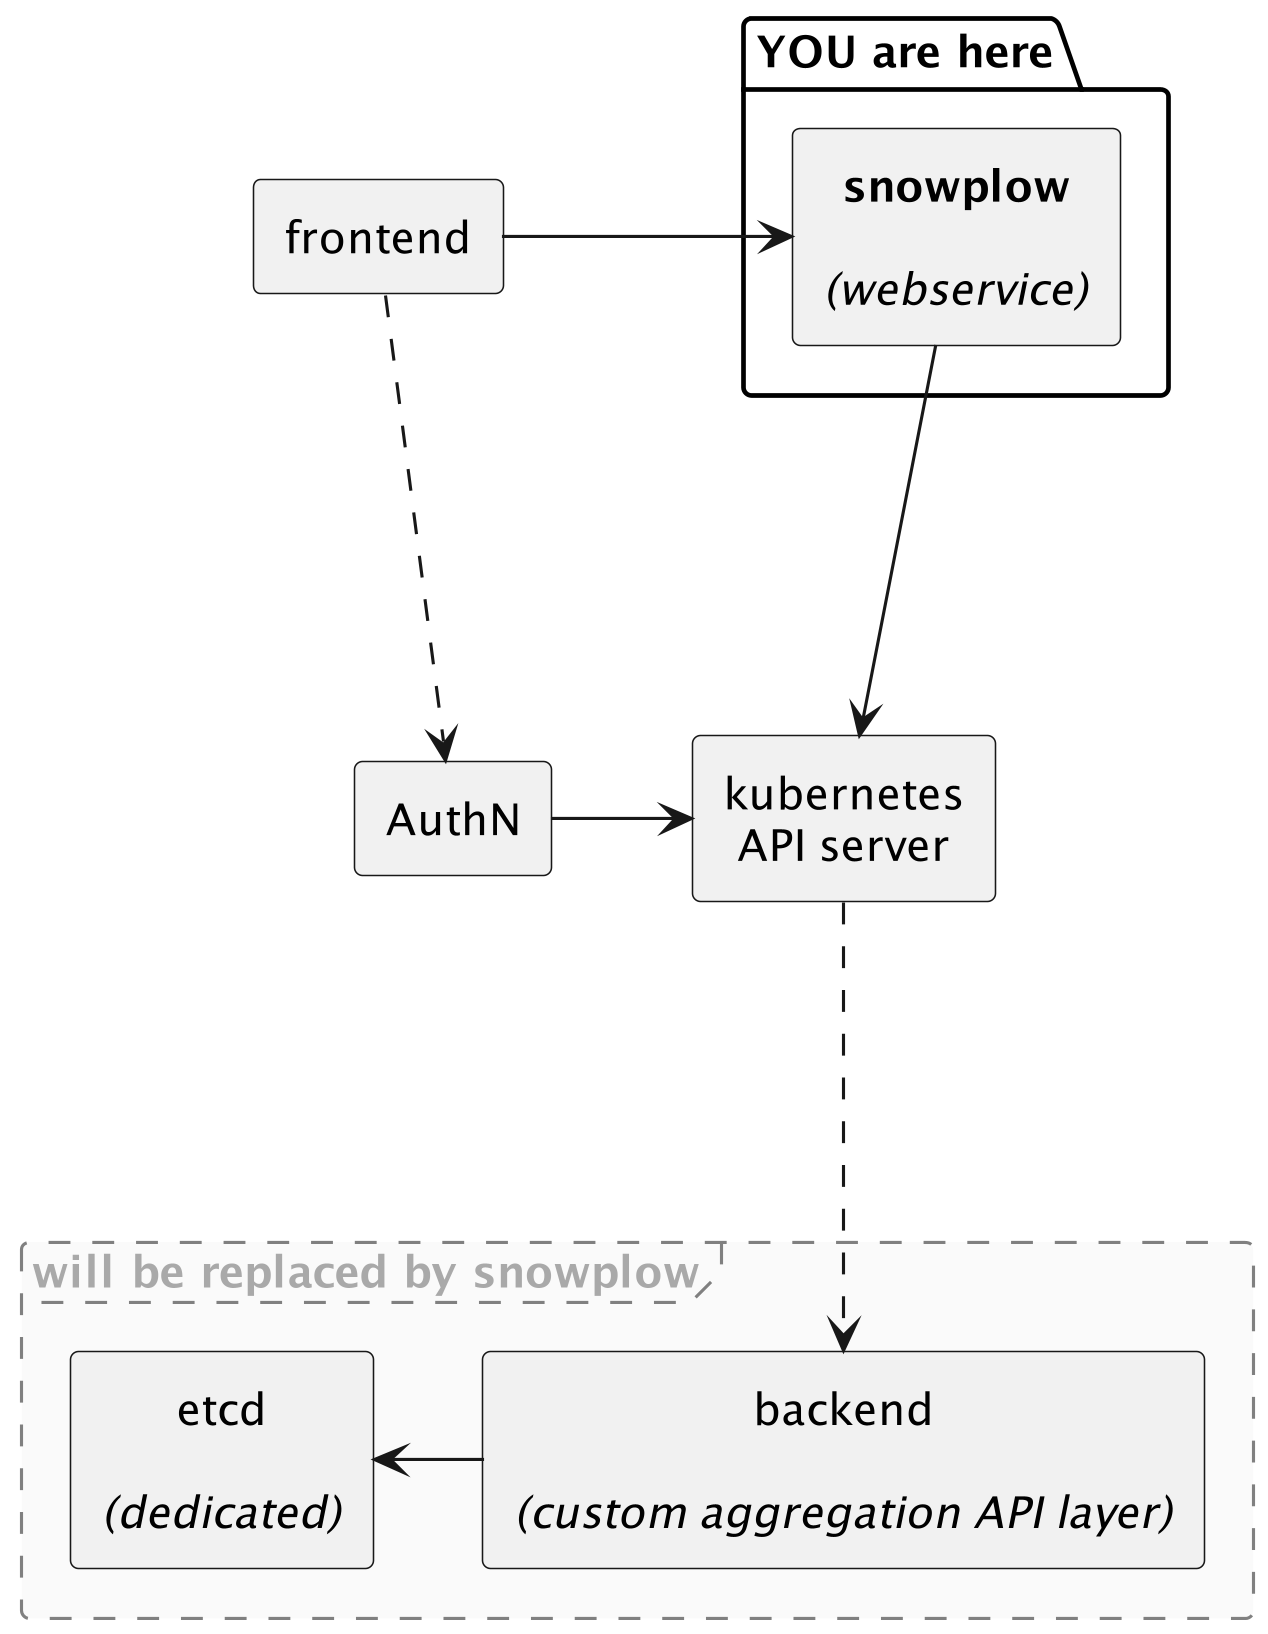 YOU are here
snowplow
(webservice)
frontend
AuthN
kubernetes
API server
will be replaced by snowplow
etcd
(dedicated)
backend
(custom aggregation API layer)